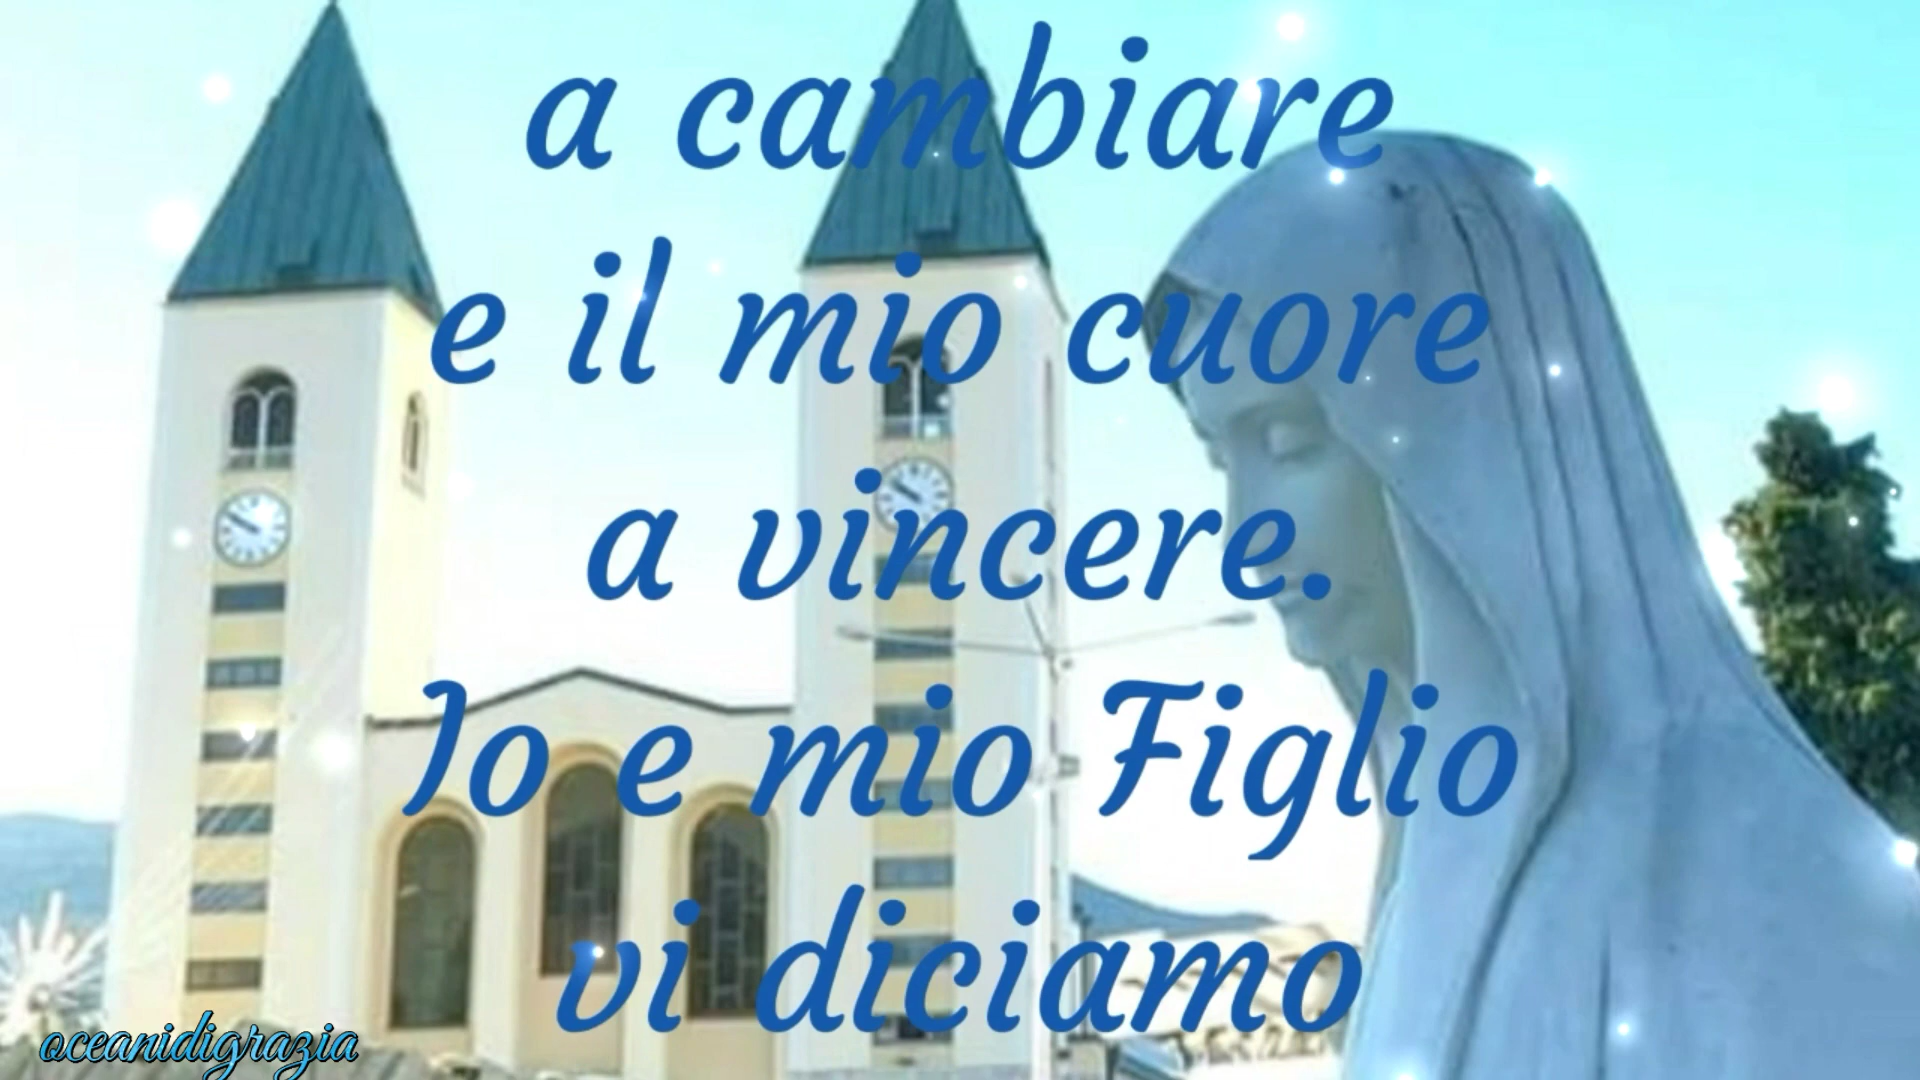 a cambiare
e il mio cuore
a vincere.
Io e mio Figlio
vi diciamo
oceanidigrazia